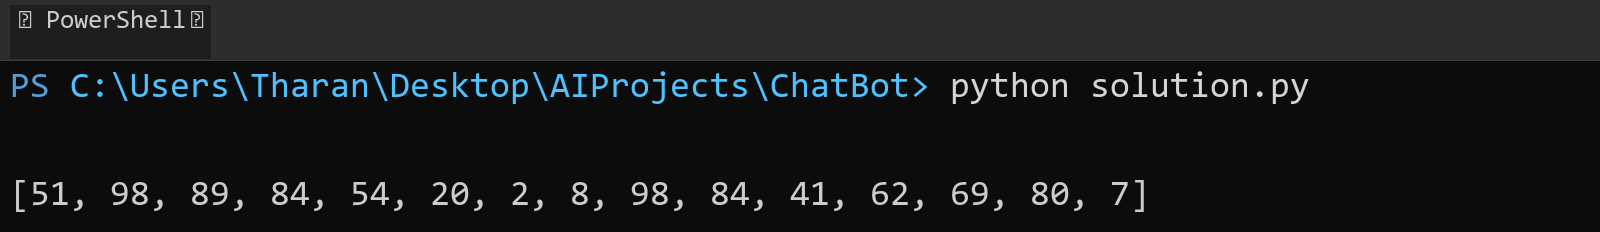 PowerShell
PS C:\Users\Tharan\Desktop\AIProjects\ChatBot> python solution.py
[51, 98, 89, 84, 54, 20, 2, 8, 98, 84, 41, 62, 69, 80, 7]